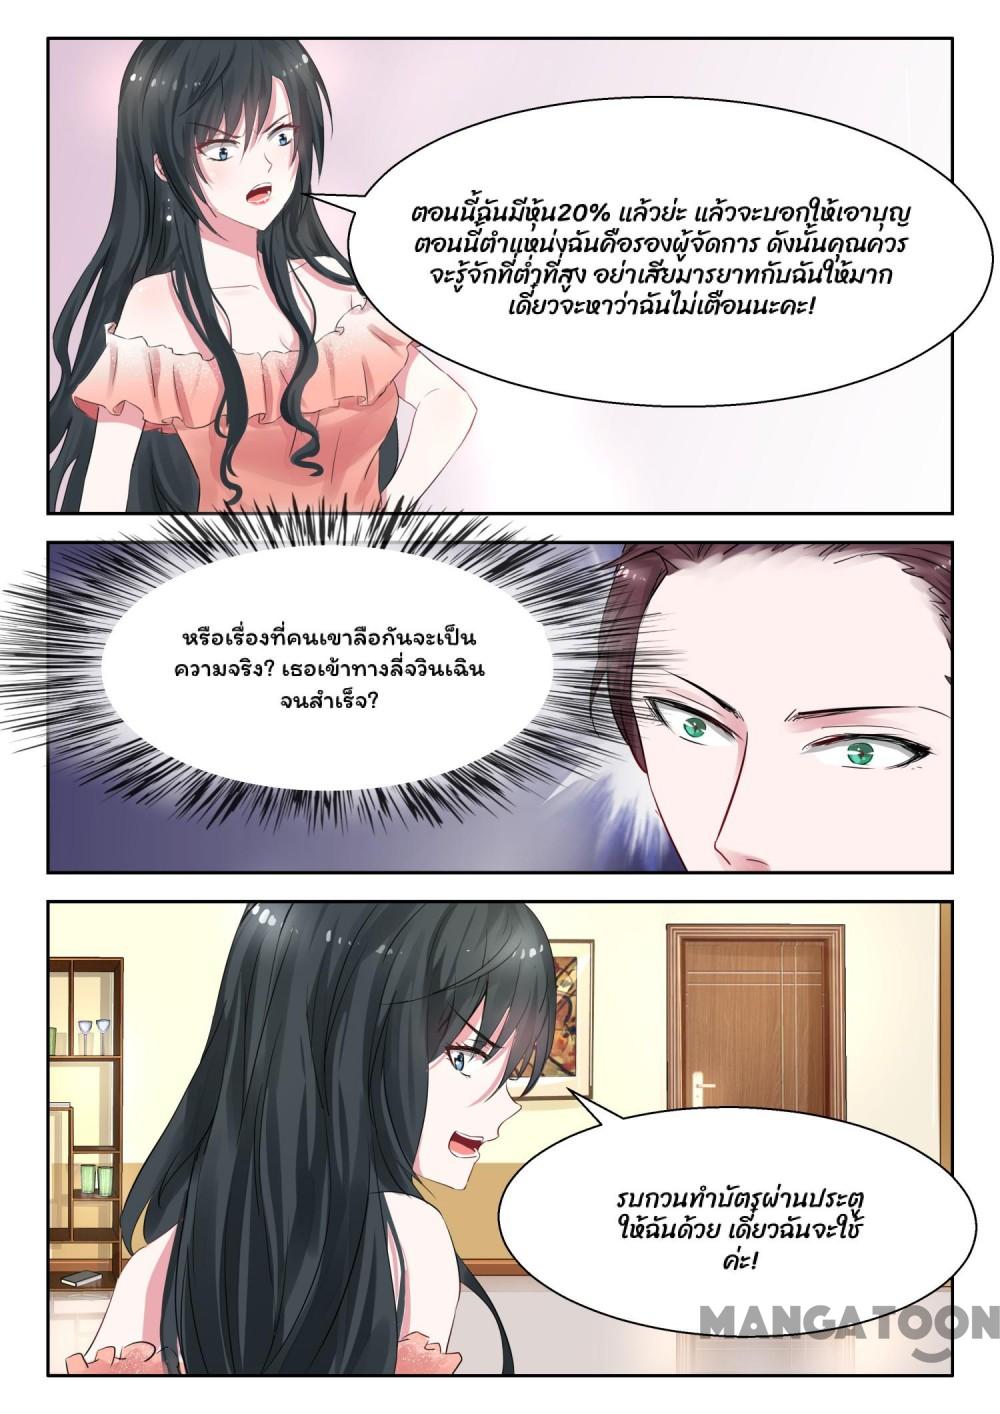 ตอนนี้ฉันมีหุ้น20% แล้วย่ะ แล้วจะบอกให้เอาบุญ
ตอนนี้ตำแหน่งฉันคือรองผู้จัดการ ดังนั้นคุณควร
จะรู้จักที่ต่ำที่สูง อย่าเสียมารยาทกับฉันให้มาก
เดี๋ยวจะหาว่าฉันไม่เตือนนะคะ!
หรือเรื่องที่คนเขาลือกันจะเป็น
ความจริง? เธอเข้าทางลี่จวินเฉิน
จนสำเร็จ?
รบกวนทำบัตรผ่านประตู
ให้ฉันด้วย เดี๋ยวฉันจะใช้
ค่ะ!
MANGATOON